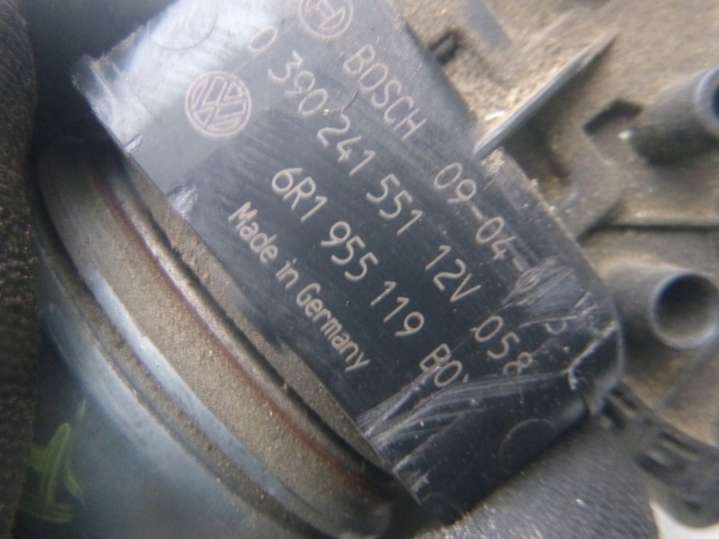 BOSCH 09-04-
0 390 241 551 12V 058
6R1 955 119
Made in Germany